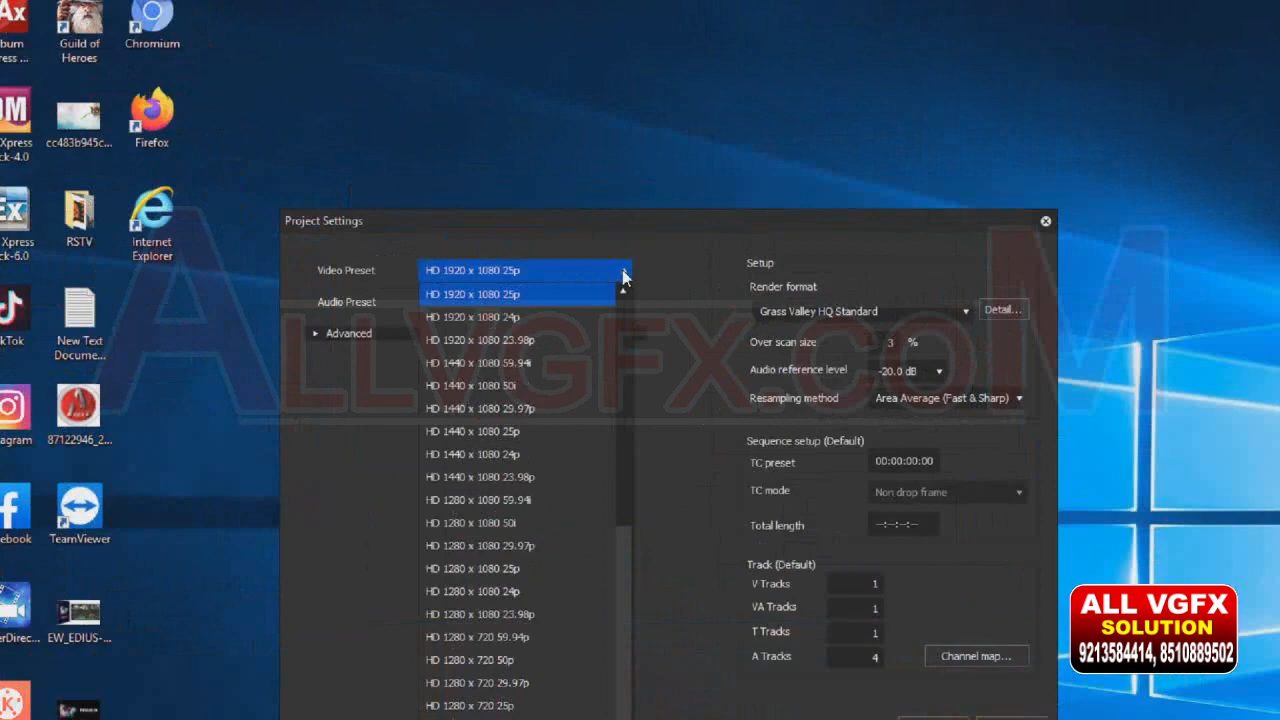 bum
press ...
Guild of
Heroes
Chromium
Xpress
ck-4.0
cc483b945c...
Firefox
Xpress
ro-6.0
RSTV
Internet
Explorer
kTok
New Text
Docume...
tagram
87122946_2...
ebook
TeamViewer
erDirec...
EW_EDIUS-...
Project Settings
Video Preset
HD 1920 x 1080 25p
Audio Preset
Advanced
HD 1920 x 1080 25p
HD 1920 x 1080 24p
HD 1920 x 1080 23.98p
HD 1440 x 1080 59.94i
HD 1440 x 1080 50i
HD 1440 x 1080 29.97p
HD 1440 x 1080 25p
HD 1440 x 1080 24p
HD 1440 x 1080 23.98p
HD 1280 x 1080 59.94i
HD 1280 x 1080 50i
HD 1280 x 1080 29.97p
HD 1280 x 1080 25p
HD 1280 x 1080 24p
HD 1280 x 1080 23.98p
HD 1280 x 720 59.94p
HD 1280 x 720 50p
HD 1280 x 720 29.97p
HD 1280 x 720 25p
Setup
Render format
Grass Valley HQ Standard
Detail...
Over scan size 3 %
Audio reference level -20.0 dB
Resampling method Area Average (Fast & Sharp)
Sequence setup (Default)
TC preset 00:00:00:00
TC mode Non drop frame
Total length --:--:--:--
Track (Default)
V Tracks 1
VA Tracks 1
T Tracks 1
A Tracks 4
Channel map...
ALLVGFX.COM
ALL VGFX
SOLUTION
9213584414, 8510889502